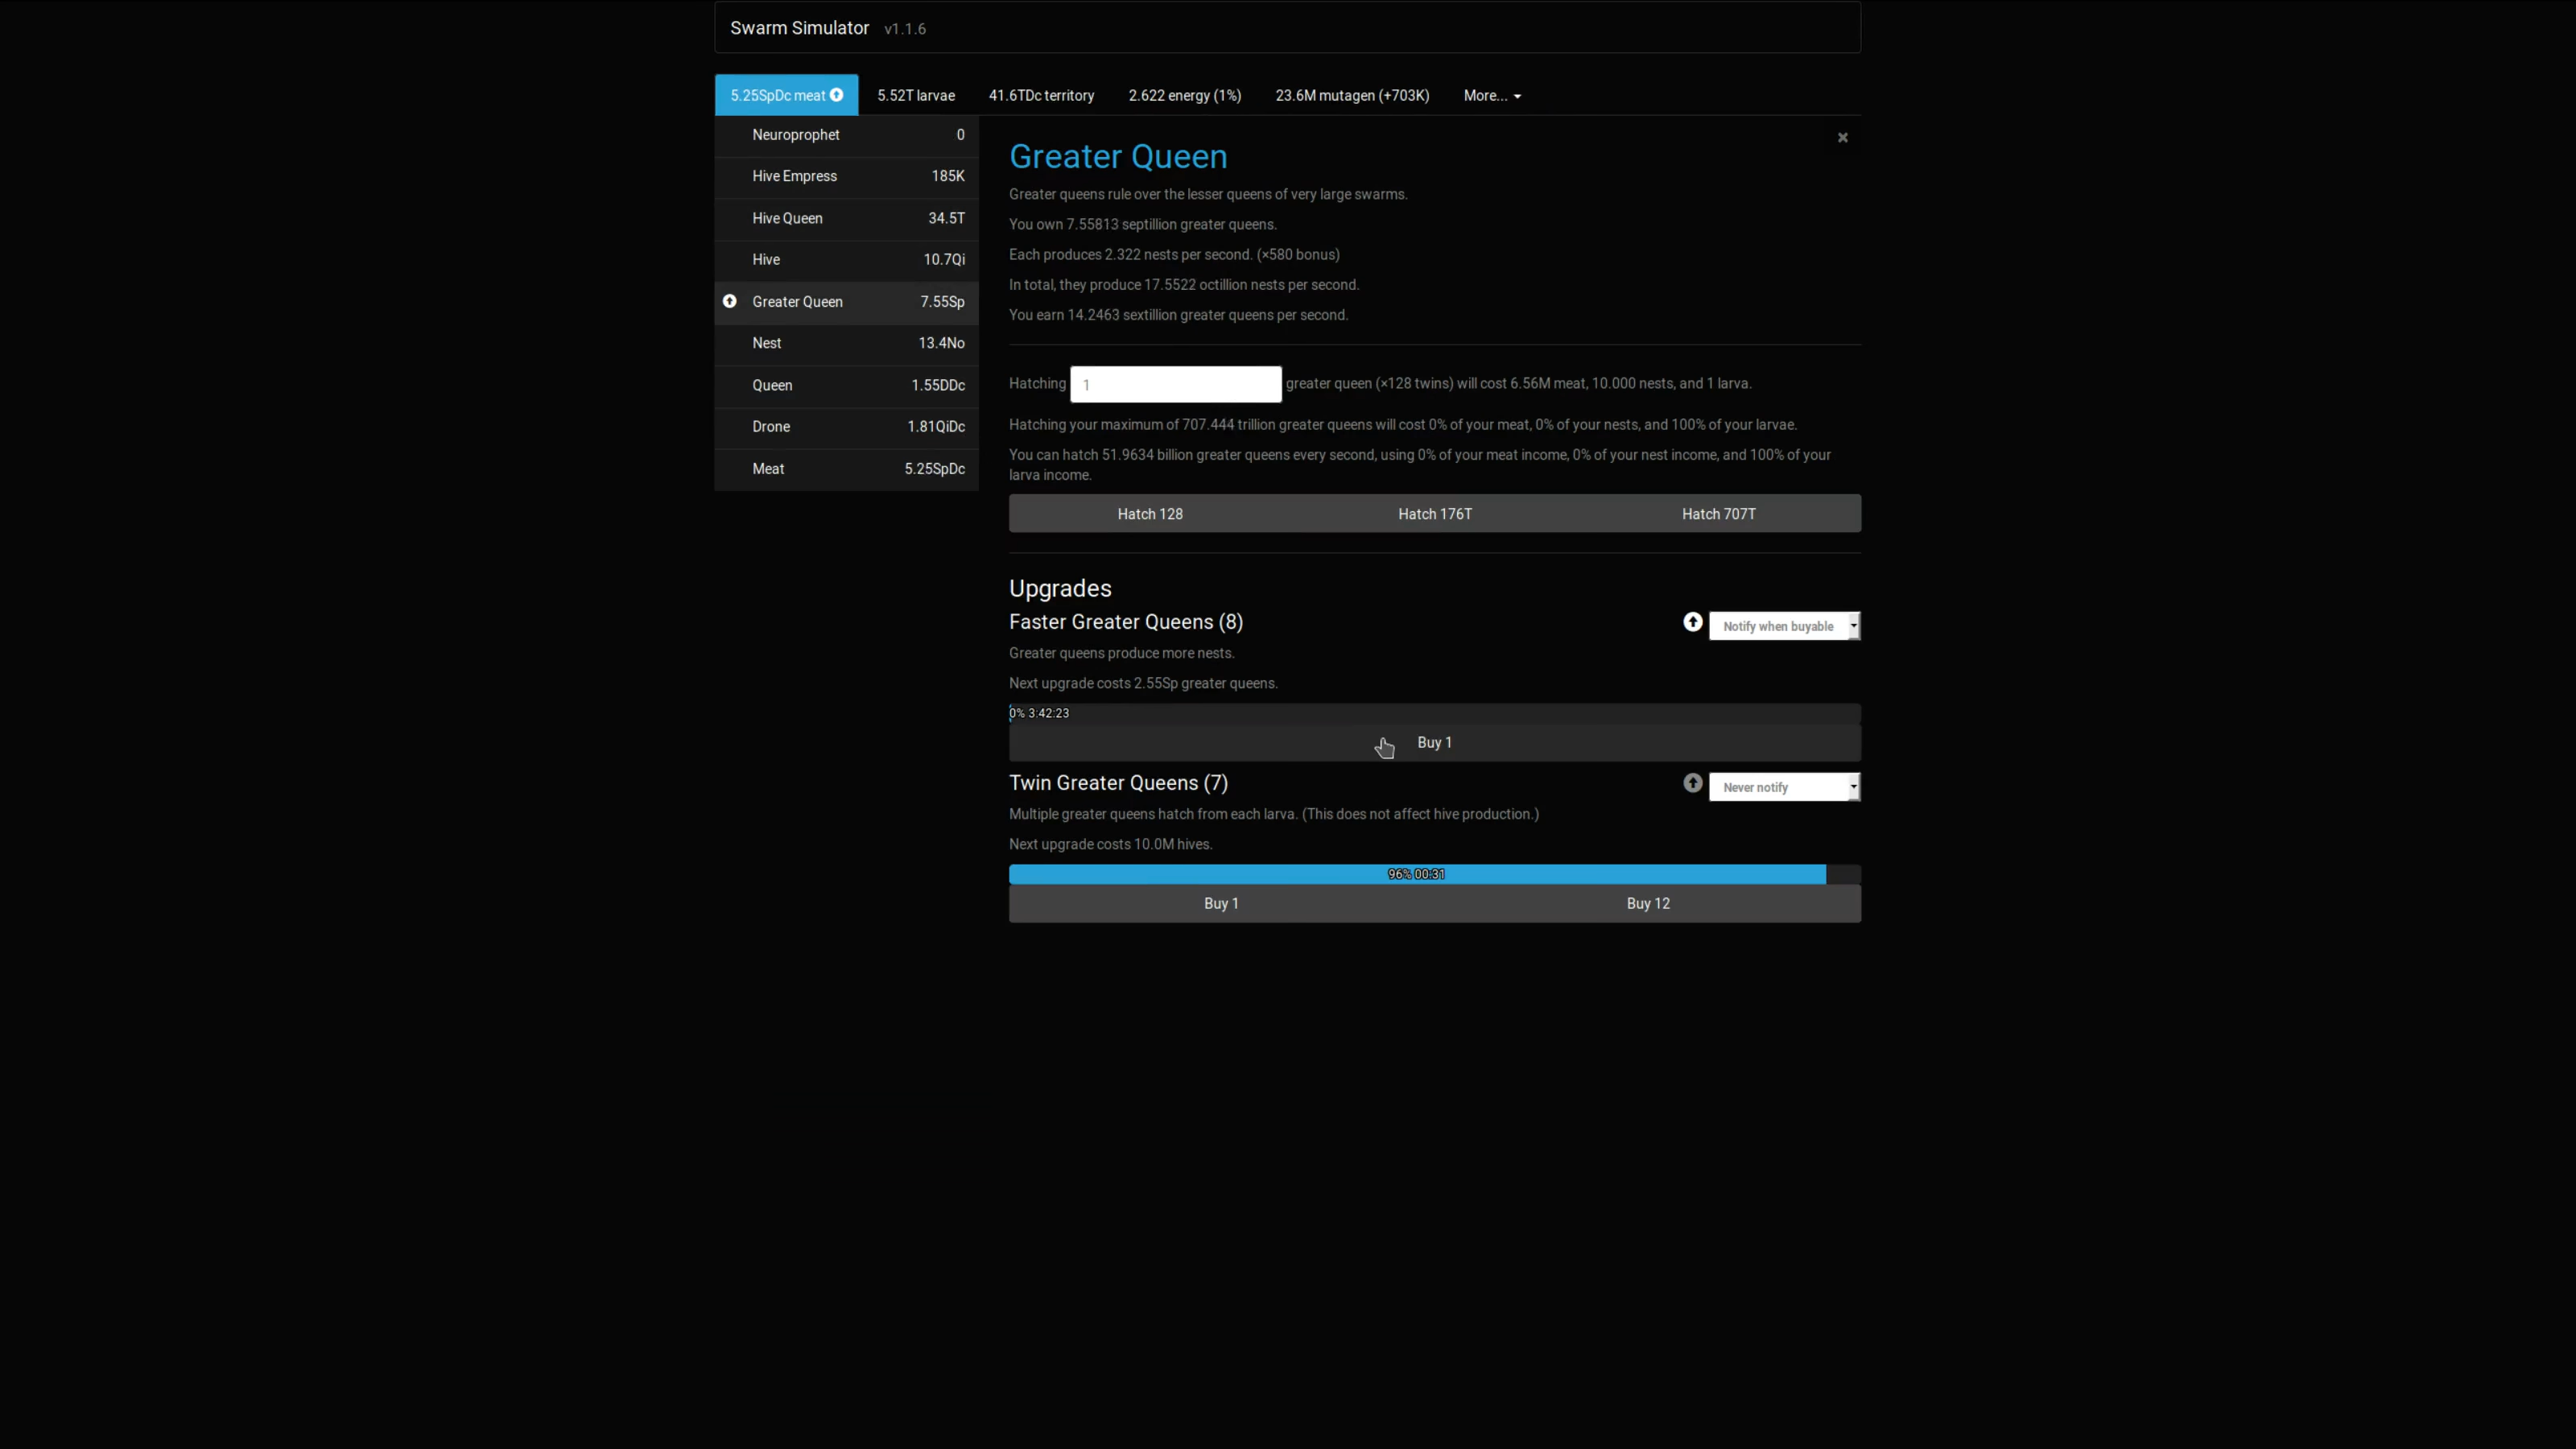 Swarm Simulator v1.1.6
5.25SpDc meat 5.52T larvae 41.6TDc territory 2.622 energy (1%) 23.6M mutagen (+703K) More...
Neuroprophet 0
Hive Empress 185K
Hive Queen 34.5T
Hive 10.7Qi
Greater Queen 7.55Sp
Nest 13.4No
Queen 1.55DDc
Drone 1.81QiDc
Meat 5.25SpDc
Greater Queen
Greater queens rule over the lesser queens of very large swarms.
You own 7.55813 septillion greater queens.
Each produces 2.322 nests per second. (×580 bonus)
In total, they produce 17.5522 octillion nests per second.
You earn 14.2463 sextillion greater queens per second.
Hatching 1 greater queen (×128 twins) will cost 6.56M meat, 10.000 nests, and 1 larva.
Hatching your maximum of 707.444 trillion greater queens will cost 0% of your meat, 0% of your nests, and 100% of your larvae.
You can hatch 51.9634 billion greater queens every second, using 0% of your meat income, 0% of your nest income, and 100% of your
larva income.
Hatch 128 Hatch 176T Hatch 707T
Upgrades
Faster Greater Queens (8) Notify when buyable
Greater queens produce more nests.
Next upgrade costs 2.55Sp greater queens.
0% 3:42:23
Buy 1
Twin Greater Queens (7) Never notify
Multiple greater queens hatch from each larva. (This does not affect hive production.)
Next upgrade costs 10.0M hives.
96% 00:31
Buy 1 Buy 12